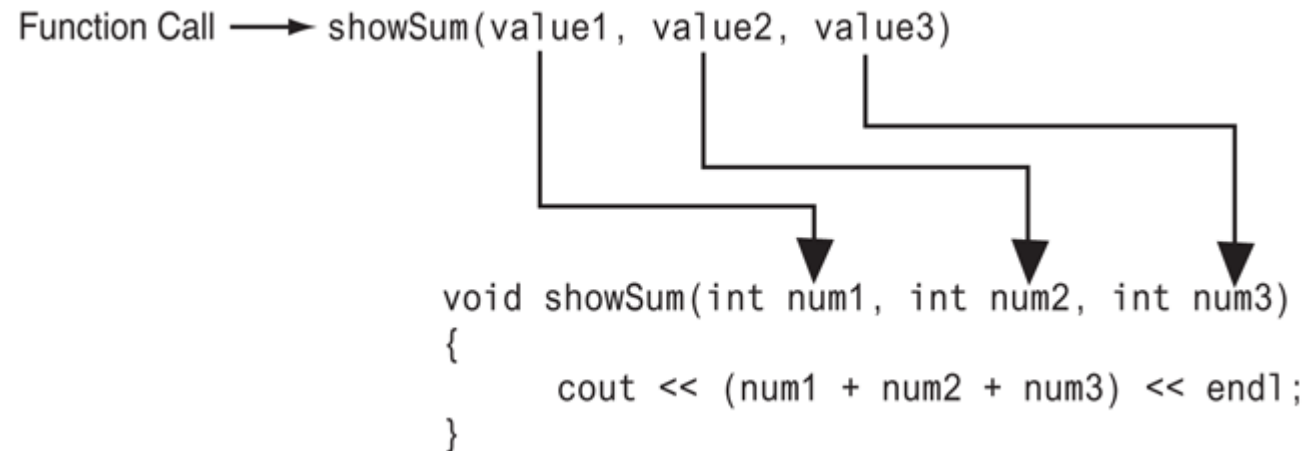 Function Call showSum(value1, value2, value3)
void showSum(int num1, int num2, int num3)
{
cout << (num1 + num2 + num3) << endl;
}